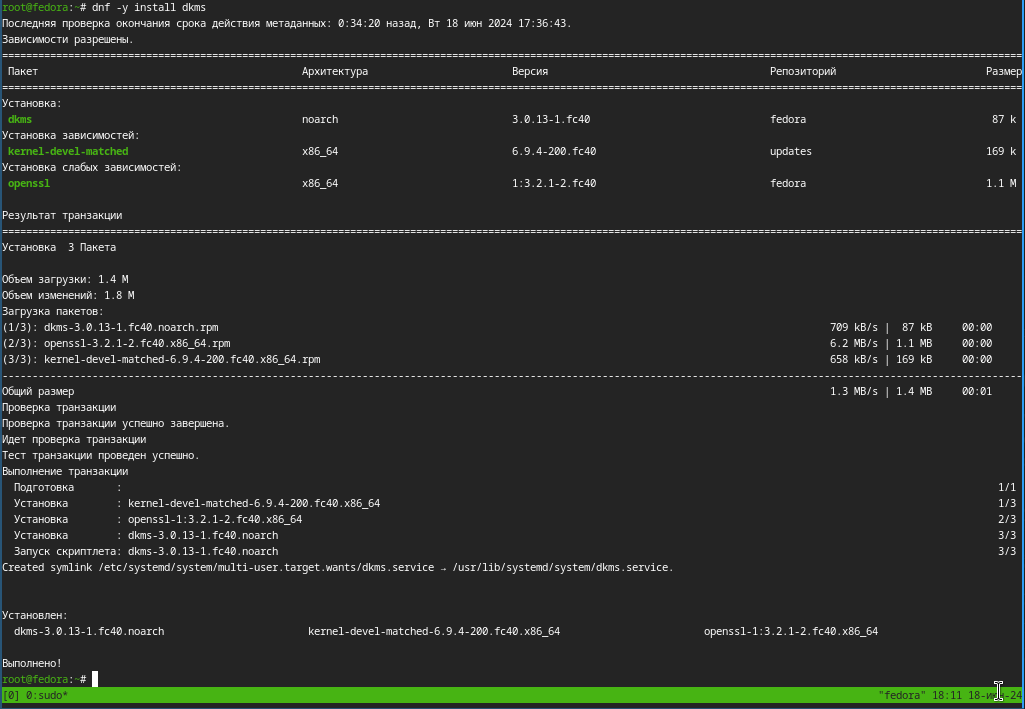 root@fedora:~# dnf -y install dkms
Последняя проверка окончания срока действия метаданных: 0:34:20 назад, Вт 18 июн 2024 17:36:43.
Зависимости разрешены.
================================================================================
Пакет Архитектура Версия Репозиторий Размер
================================================================================
Установка:
dkms noarch 3.0.13-1.fc40 fedora 87 k
Установка зависимостей:
kernel-devel-matched x86_64 6.9.4-200.fc40 updates 169 k
Установка слабых зависимостей:
openssl x86_64 1:3.2.1-2.fc40 fedora 1.1 M
Результат транзакции
================================================================================
Установка 3 Пакета
Объем загрузки: 1.4 M
Объем изменений: 1.8 M
Загрузка пакетов:
(1/3): dkms-3.0.13-1.fc40.noarch.rpm 709 kB/s | 87 kB 00:00
(2/3): openssl-3.2.1-2.fc40.x86_64.rpm 6.2 MB/s | 1.1 MB 00:00
(3/3): kernel-devel-matched-6.9.4-200.fc40.x86_64.rpm 658 kB/s | 169 kB 00:00
--------------------------------------------------------------------------------
Общий размер 1.3 MB/s | 1.4 MB 00:01
Проверка транзакции
Проверка транзакции успешно завершена.
Идет проверка транзакции
Тест транзакции проведен успешно.
Выполнение транзакции
Подготовка : 1/1
Установка : kernel-devel-matched-6.9.4-200.fc40.x86_64 1/3
Установка : openssl-1:3.2.1-2.fc40.x86_64 2/3
Установка : dkms-3.0.13-1.fc40.noarch 3/3
Запуск скриптлета: dkms-3.0.13-1.fc40.noarch 3/3
Created symlink /etc/systemd/system/multi-user.target.wants/dkms.service → /usr/lib/systemd/system/dkms.service.
Установлен:
dkms-3.0.13-1.fc40.noarch kernel-devel-matched-6.9.4-200.fc40.x86_64 openssl-1:3.2.1-2.fc40.x86_64
Выполнено!
root@fedora:~#
[0] 0:sudo* "fedora" 18:11 18-июн-24